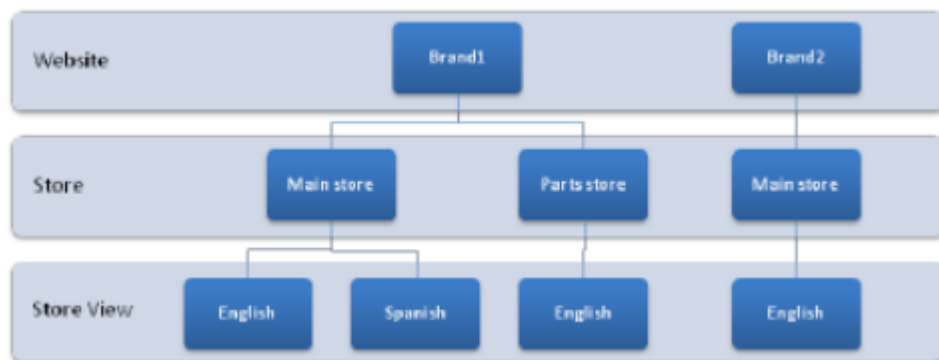 Website
Brand1
Brand2
Store
Main store
Parts store
Main store
Store View
English
Spanish
English
English